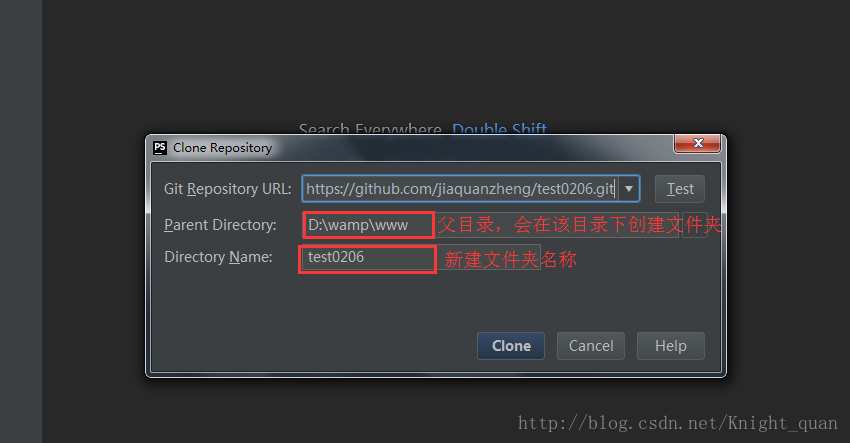 Search Everywhere Double Shift
PS Clone Repository
Git Repository URL: https://github.com/jiaquanzheng/test0206.git Test
Parent Directory: D:\wamp\www 父目录，会在该目录下创建文件夹
Directory Name: test0206 新建文件夹名称
Clone Cancel Help
http://blog.csdn.net/Knight_quan